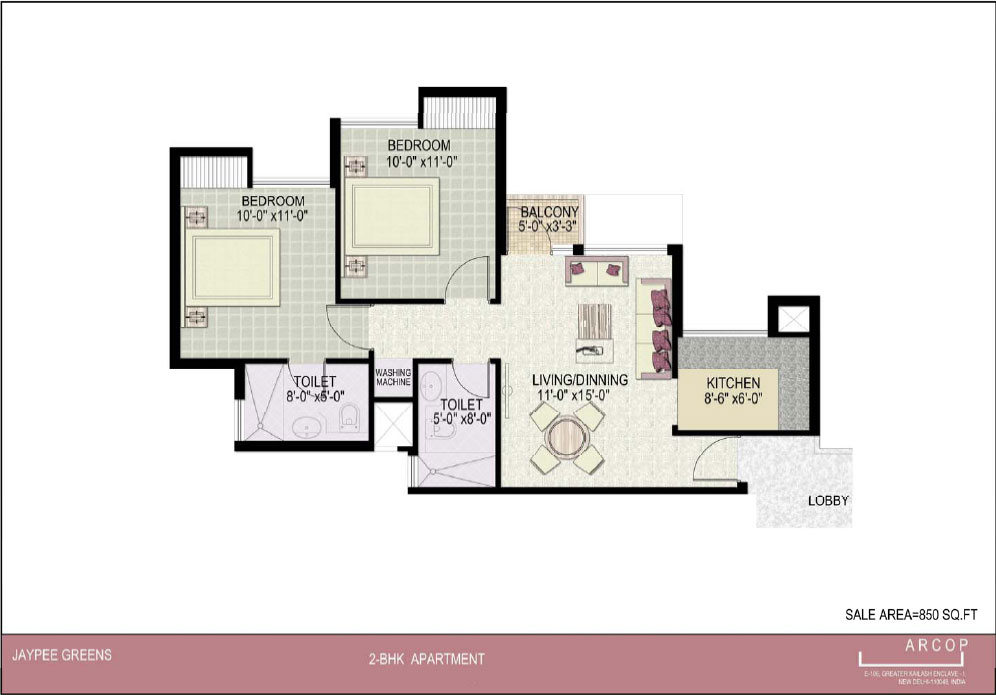 BEDROOM
10'-0" x11'-0"
BEDROOM
10'-0" x11'-0"
BALCONY
5'-0" x3'-3"
WASHING
MACHINE
TOILET
8'-0"x5'-0"
TOILET
5'-0" x8'-0"
LIVING/DINNING
11'-0" x15'-0"
KITCHEN
8'-6" x6'-0"
LOBBY
SALE AREA=850 SQ.FT
JAYPEE GREENS
2-BHK APARTMENT
ARCOP
E-196, GREATER KAILASH ENCLAVE - I,
NEW DELHI-110048, INDIA